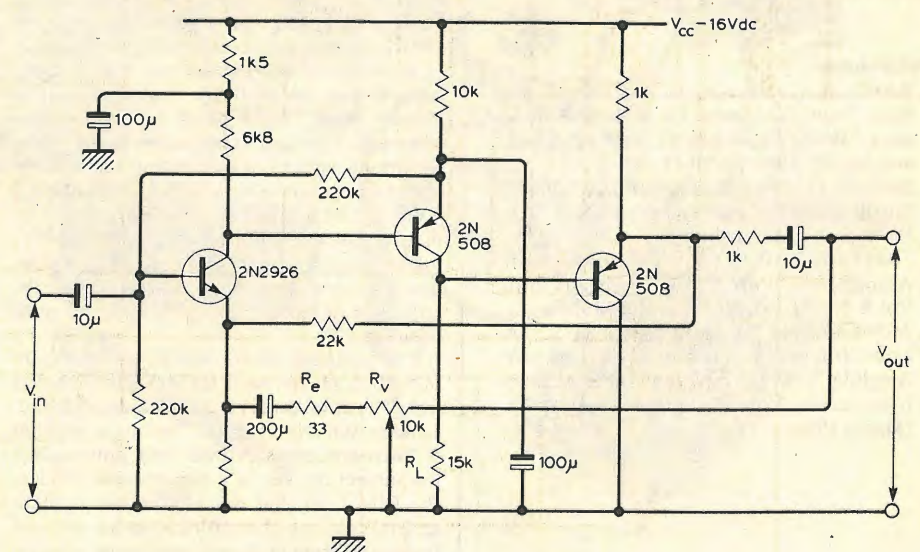 Vcc-16Vdc
1k5
10k
1k
100μ
6k8
220k
2N
508
2N2926
2N
508
1k
10μ
10μ
22k
Vin
Vout
Re
Rv
220k
200μ
33
10k
RL
15k
100μ